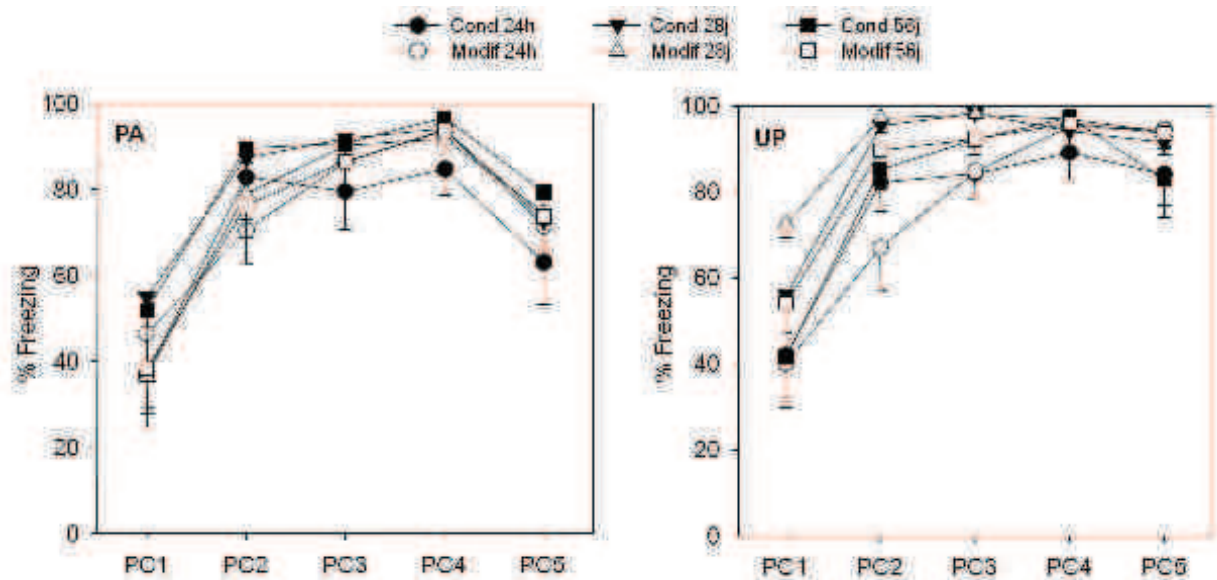 Cond 24h Cond 28j Cond 56j
Modif 24h Modif 28j Modif 56j
100 PA
80
60
40
20
0
% Freezing
PC1 PC2 PC3 PC4 PC5
100 UP
80
60
40
20
0
% Freezing
PC1 PC2 PC3 PC4 PC5